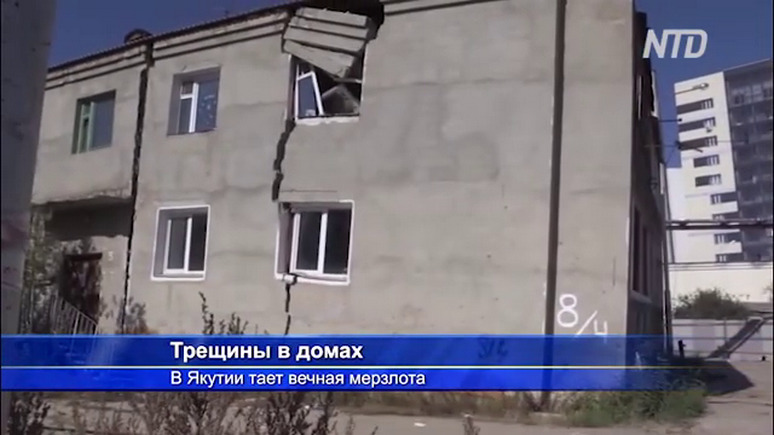 NTD
8/4
Трещины в домах
В Якутии тает вечная мерзлота